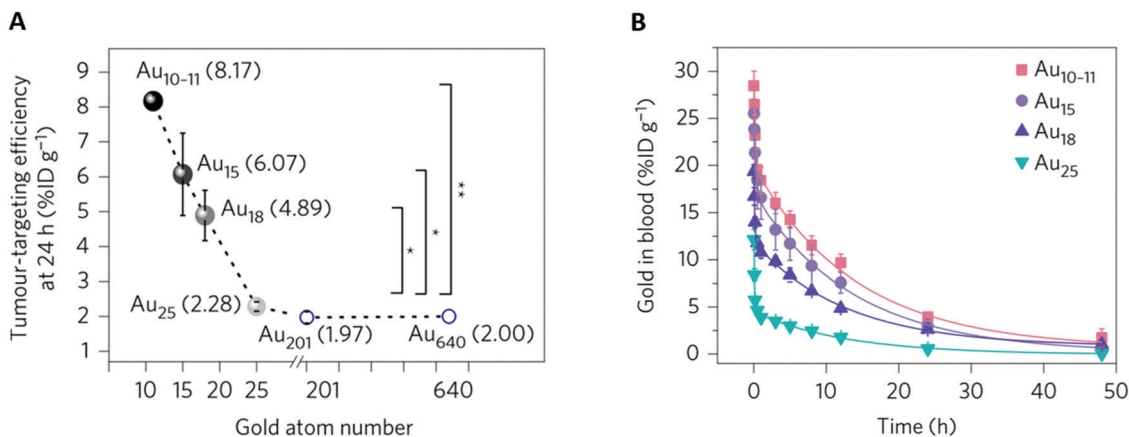 A
Tumour-targeting efficiency
at 24 h (%ID g⁻¹)
9
8
7
6
5
4
3
2
1
Au₁₀₋₁₁ (8.17)
Au₁₅ (6.07)
Au₁₈ (4.89)
Au₂₅ (2.28)
Au₂₀₁ (1.97)
Au₆₄₀ (2.00)
*
*
**
10 15 20 25 201 640
Gold atom number
B
Gold in blood (%ID g⁻¹)
30
25
20
15
10
5
0
Au₁₀₋₁₁
Au₁₅
Au₁₈
Au₂₅
0 10 20 30 40 50
Time (h)